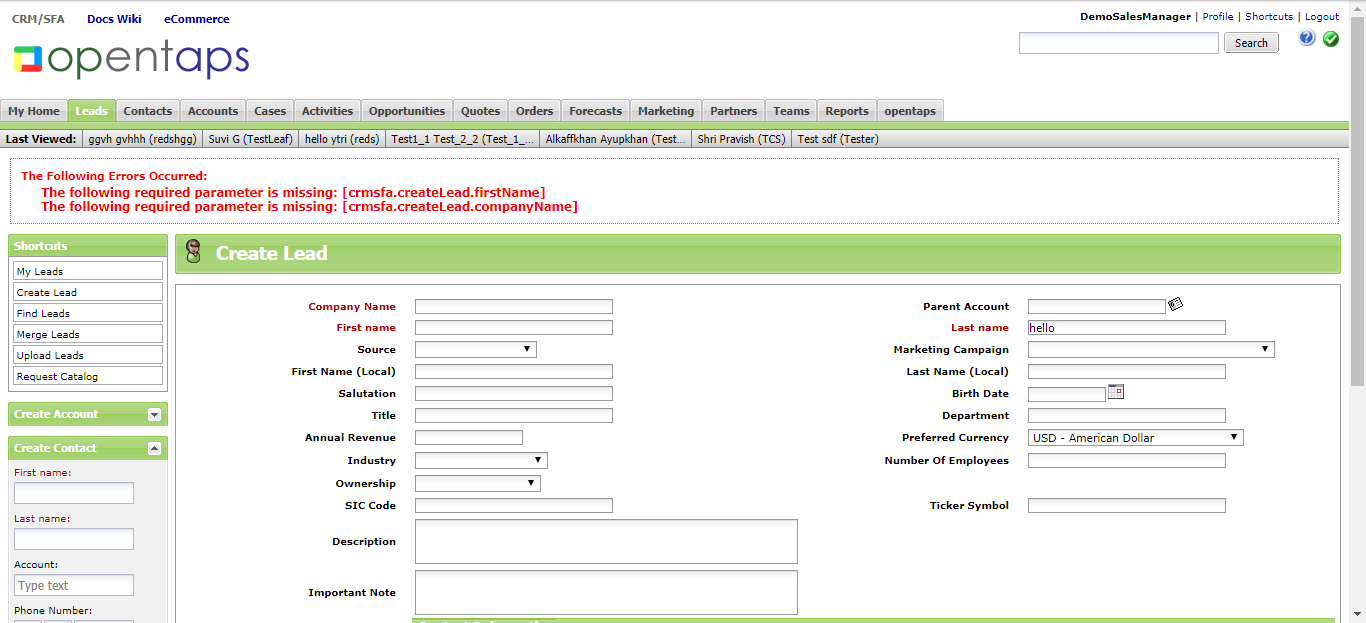 CRM/SFA Docs Wiki eCommerce
DemoSalesManager | Profile | Shortcuts | Logout
opentaps
Search
My Home Leads Contacts Accounts Cases Activities Opportunities Quotes Orders Forecasts Marketing Partners Teams Reports opentaps
Last Viewed: ggvh gvhhh (redshgg) Suvi G (TestLeaf) hello ytri (reds) Test1_1 Test_2_2 (Test_1_... Alkaffkhan Ayupkhan (Test... Shri Pravish (TCS) Test sdf (Tester)
The Following Errors Occurred:
The following required parameter is missing: [crmsfa.createLead.firstName]
The following required parameter is missing: [crmsfa.createLead.companyName]
Shortcuts
My Leads
Create Lead
Find Leads
Merge Leads
Upload Leads
Request Catalog
Create Account
Create Contact
First name:
Last name:
Account:
Type text
Phone Number:
Create Lead
Company Name Parent Account
First name Last name hello
Source Marketing Campaign
First Name (Local) Last Name (Local)
Salutation Birth Date
Title Department
Annual Revenue Preferred Currency USD - American Dollar
Industry Number Of Employees
Ownership
SIC Code Ticker Symbol
Description
Important Note